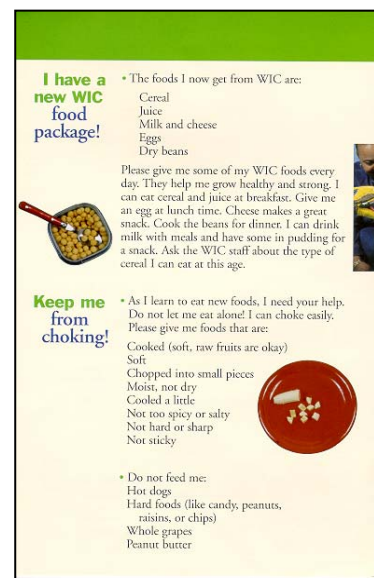 I have a
new WIC
food
package!
• The foods I now get from WIC are:
Cereal
Juice
Milk and cheese
Eggs
Dry beans
Please give me some of my WIC foods every
day. They help me grow healthy and strong. I
can eat cereal and juice at breakfast. Give me
an egg at lunch time. Cheese makes a great
snack. Cook the beans for dinner. I can drink
milk with meals and have some in pudding for
a snack. Ask the WIC staff about the type of
cereal I can eat at this age.
Keep me
from
choking!
• As I learn to eat new foods, I need your help.
Do not let me eat alone! I can choke easily.
Please give me foods that are:
Cooked (soft, raw fruits are okay)
Soft
Chopped into small pieces
Moist, not dry
Cooled a little
Not too spicy or salty
Not hard or sharp
Not sticky
• Do not feed me:
Hot dogs
Hard foods (like candy, peanuts,
raisins, or chips)
Whole grapes
Peanut butter